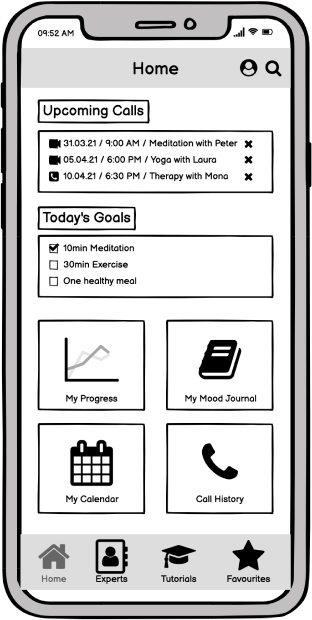 09:52 AM
Home
Upcoming Calls
31.03.21 / 9:00 AM / Meditation with Peter
05.04.21 / 6:00 PM / Yoga with Laura
10.04.21 / 6:30 PM / Therapy with Mona
Today's Goals
10min Meditation
30min Exercise
One healthy meal
My Progress
My Mood Journal
My Calendar
Call History
Home
Experts
Tutorials
Favourites